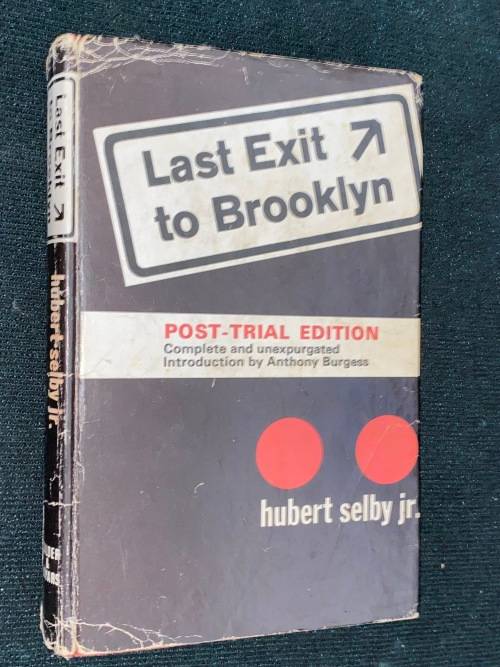 Last Exit
to Brooklyn
POST-TRIAL EDITION
Complete and unexpurgated
Introduction by Anthony Burgess
hubert selby jr.
Last Exit
hubert selby jr.